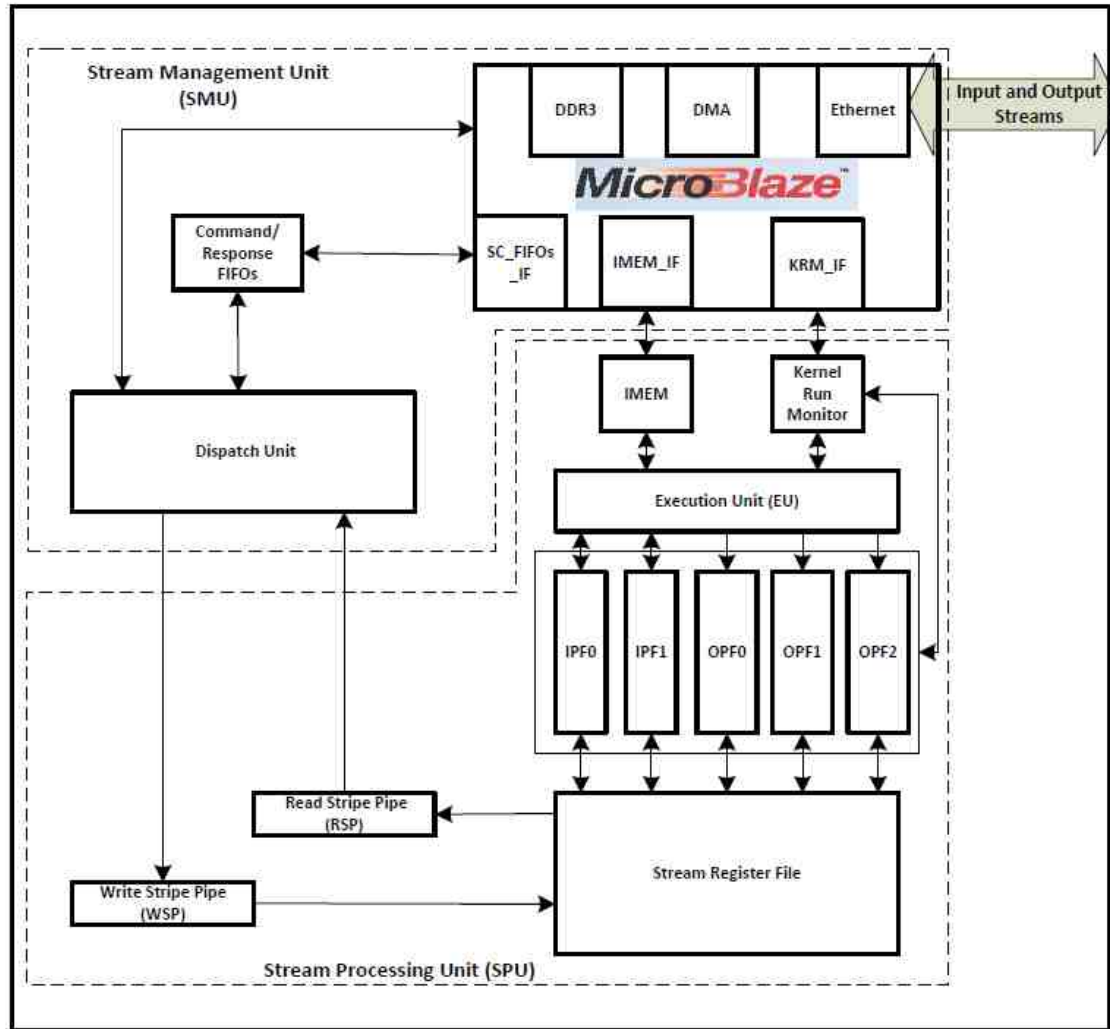 Stream Management Unit
(SMU)
DDR3
DMA
Ethernet
Input and Output
Streams
MicroBlaze™
Command/
Response
FIFOs
SC_FIFOs
_IF
IMEM_IF
KRM_IF
IMEM
Kernel
Run
Monitor
Dispatch Unit
Execution Unit (EU)
IPF0
IPF1
OPF0
OPF1
OPF2
Read Stripe Pipe
(RSP)
Stream Register File
Write Stripe Pipe
(WSP)
Stream Processing Unit (SPU)